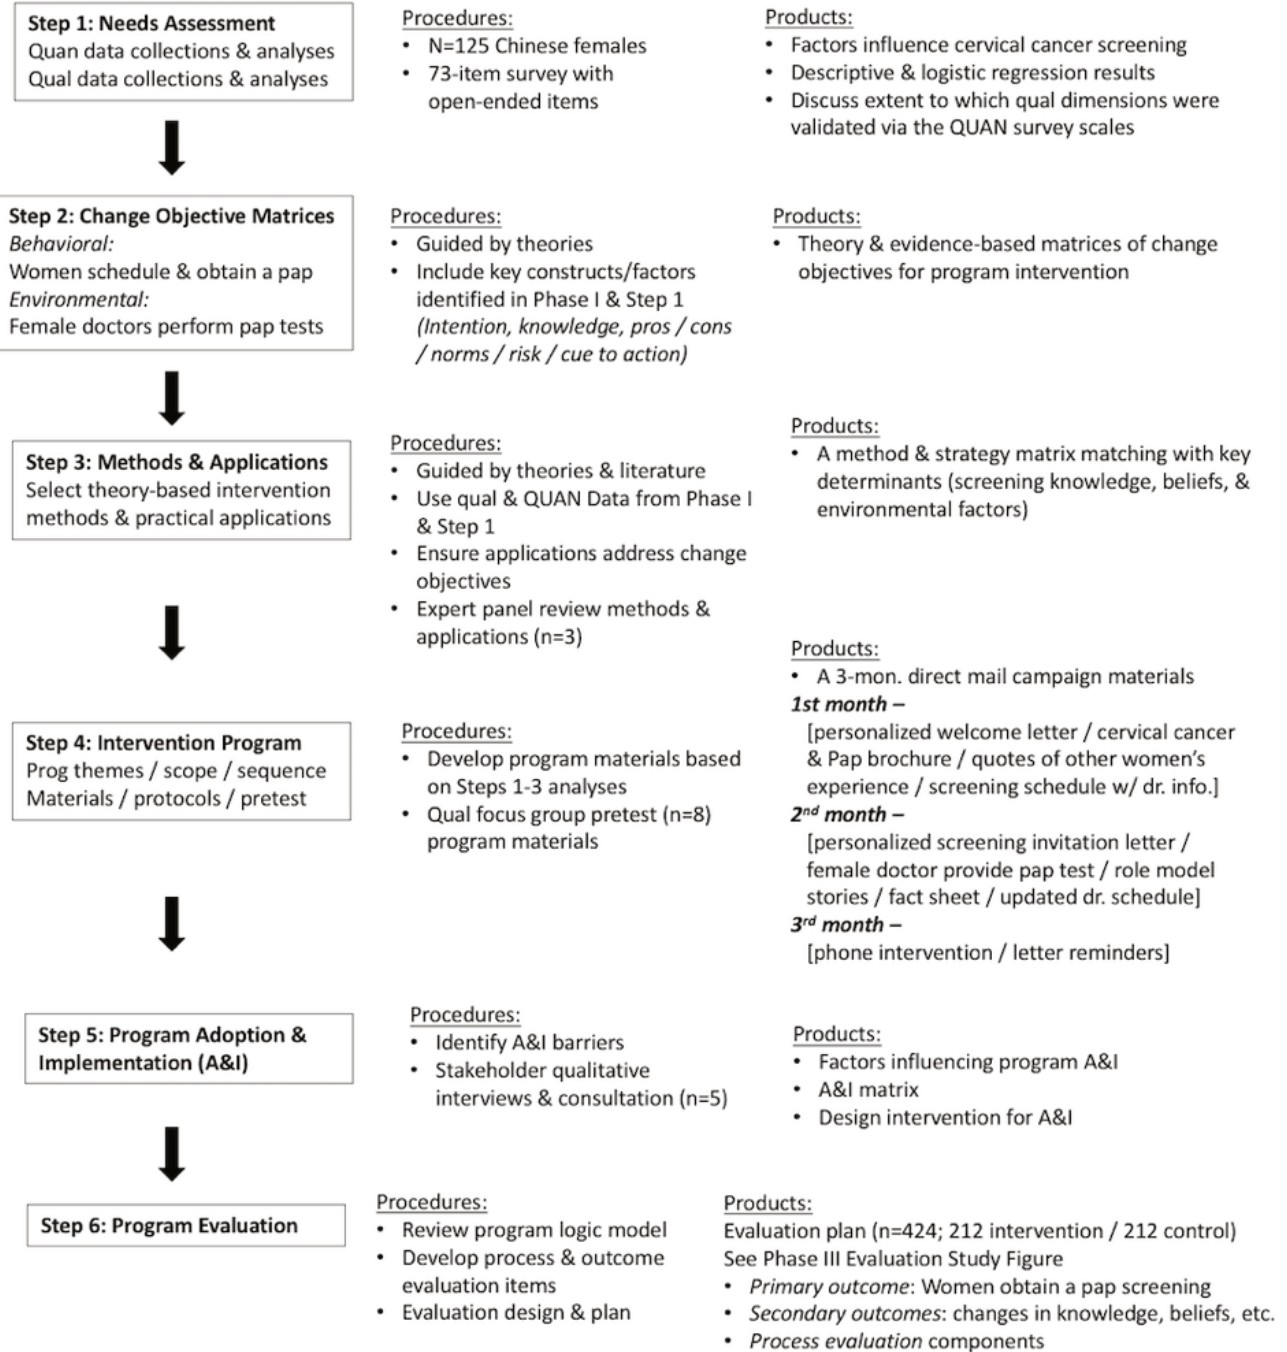 Step 1: Needs Assessment
Quan data collections & analyses
Qual data collections & analyses
Procedures:
• N=125 Chinese females
• 73-item survey with
open-ended items
Products:
• Factors influence cervical cancer screening
• Descriptive & logistic regression results
• Discuss extent to which qual dimensions were
validated via the QUAN survey scales
Step 2: Change Objective Matrices
Behavioral:
Women schedule & obtain a pap
Environmental:
Female doctors perform pap tests
Procedures:
• Guided by theories
• Include key constructs/factors
identified in Phase I & Step 1
(Intention, knowledge, pros / cons
/ norms / risk / cue to action)
Products:
• Theory & evidence-based matrices of change
objectives for program intervention
Step 3: Methods & Applications
Select theory-based intervention
methods & practical applications
Procedures:
• Guided by theories & literature
• Use qual & QUAN Data from Phase I
& Step 1
• Ensure applications address change
objectives
• Expert panel review methods &
applications (n=3)
Products:
• A method & strategy matrix matching with key
determinants (screening knowledge, beliefs, &
environmental factors)
Step 4: Intervention Program
Prog themes / scope / sequence
Materials / protocols / pretest
Procedures:
• Develop program materials based
on Steps 1-3 analyses
• Qual focus group pretest (n=8)
program materials
Products:
• A 3-mon. direct mail campaign materials
1st month –
[personalized welcome letter / cervical cancer
& Pap brochure / quotes of other women’s
experience / screening schedule w/ dr. info.]
2nd month –
[personalized screening invitation letter /
female doctor provide pap test / role model
stories / fact sheet / updated dr. schedule]
3rd month –
[phone intervention / letter reminders]
Step 5: Program Adoption &
Implementation (A&I)
Procedures:
• Identify A&I barriers
• Stakeholder qualitative
interviews & consultation (n=5)
Products:
• Factors influencing program A&I
• A&I matrix
• Design intervention for A&I
Step 6: Program Evaluation
Procedures:
• Review program logic model
• Develop process & outcome
evaluation items
• Evaluation design & plan
Products:
Evaluation plan (n=424; 212 intervention / 212 control)
See Phase III Evaluation Study Figure
• Primary outcome: Women obtain a pap screening
• Secondary outcomes: changes in knowledge, beliefs, etc.
• Process evaluation components